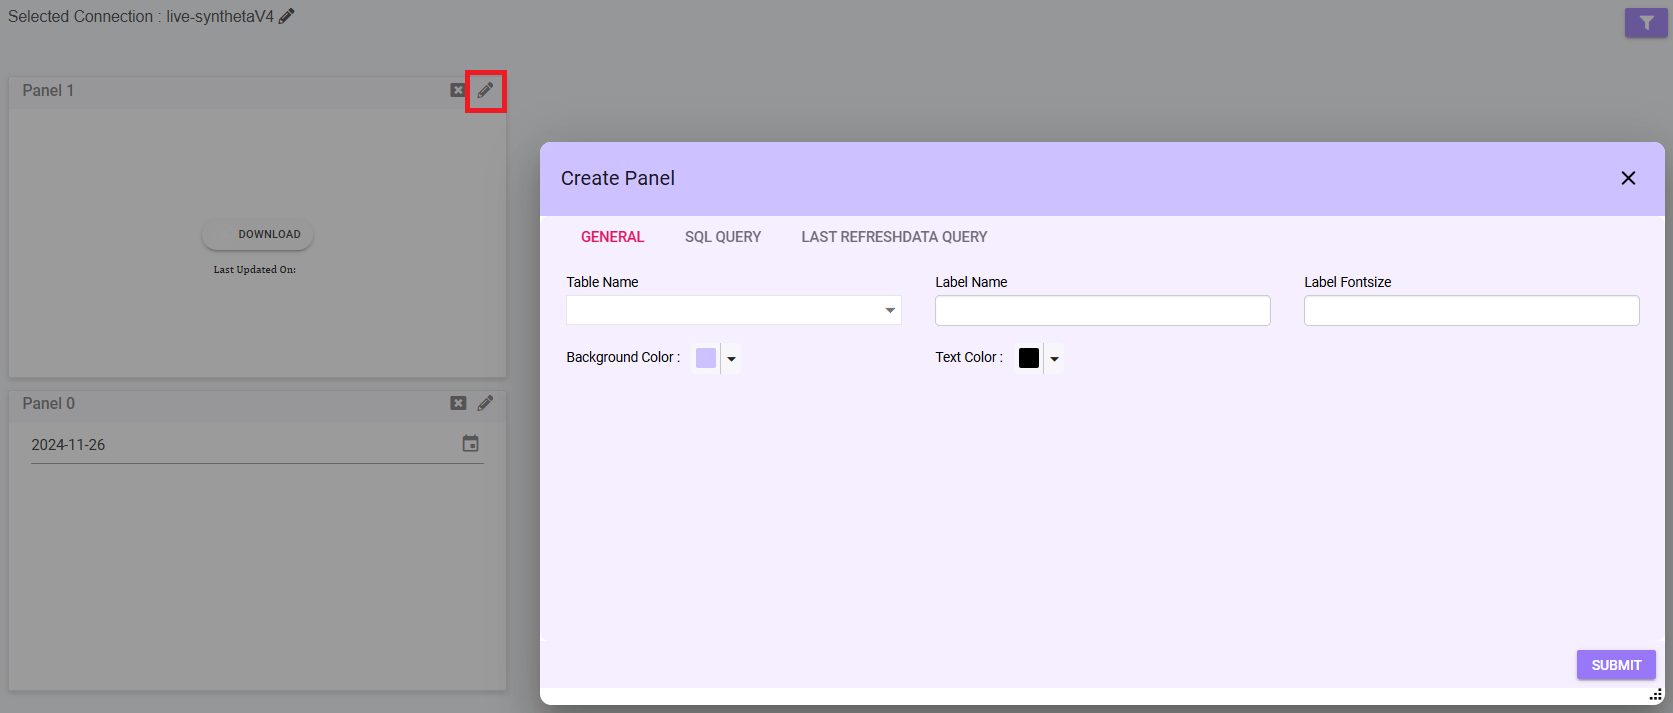 Selected Connection : live-synthetaV4
Panel 1
DOWNLOAD
Last Updated On:
Panel 0
2024-11-26
Create Panel
GENERAL SQL QUERY LAST REFRESHDATA QUERY
Table Name Label Name Label Fontsize
Background Color : Text Color :
SUBMIT